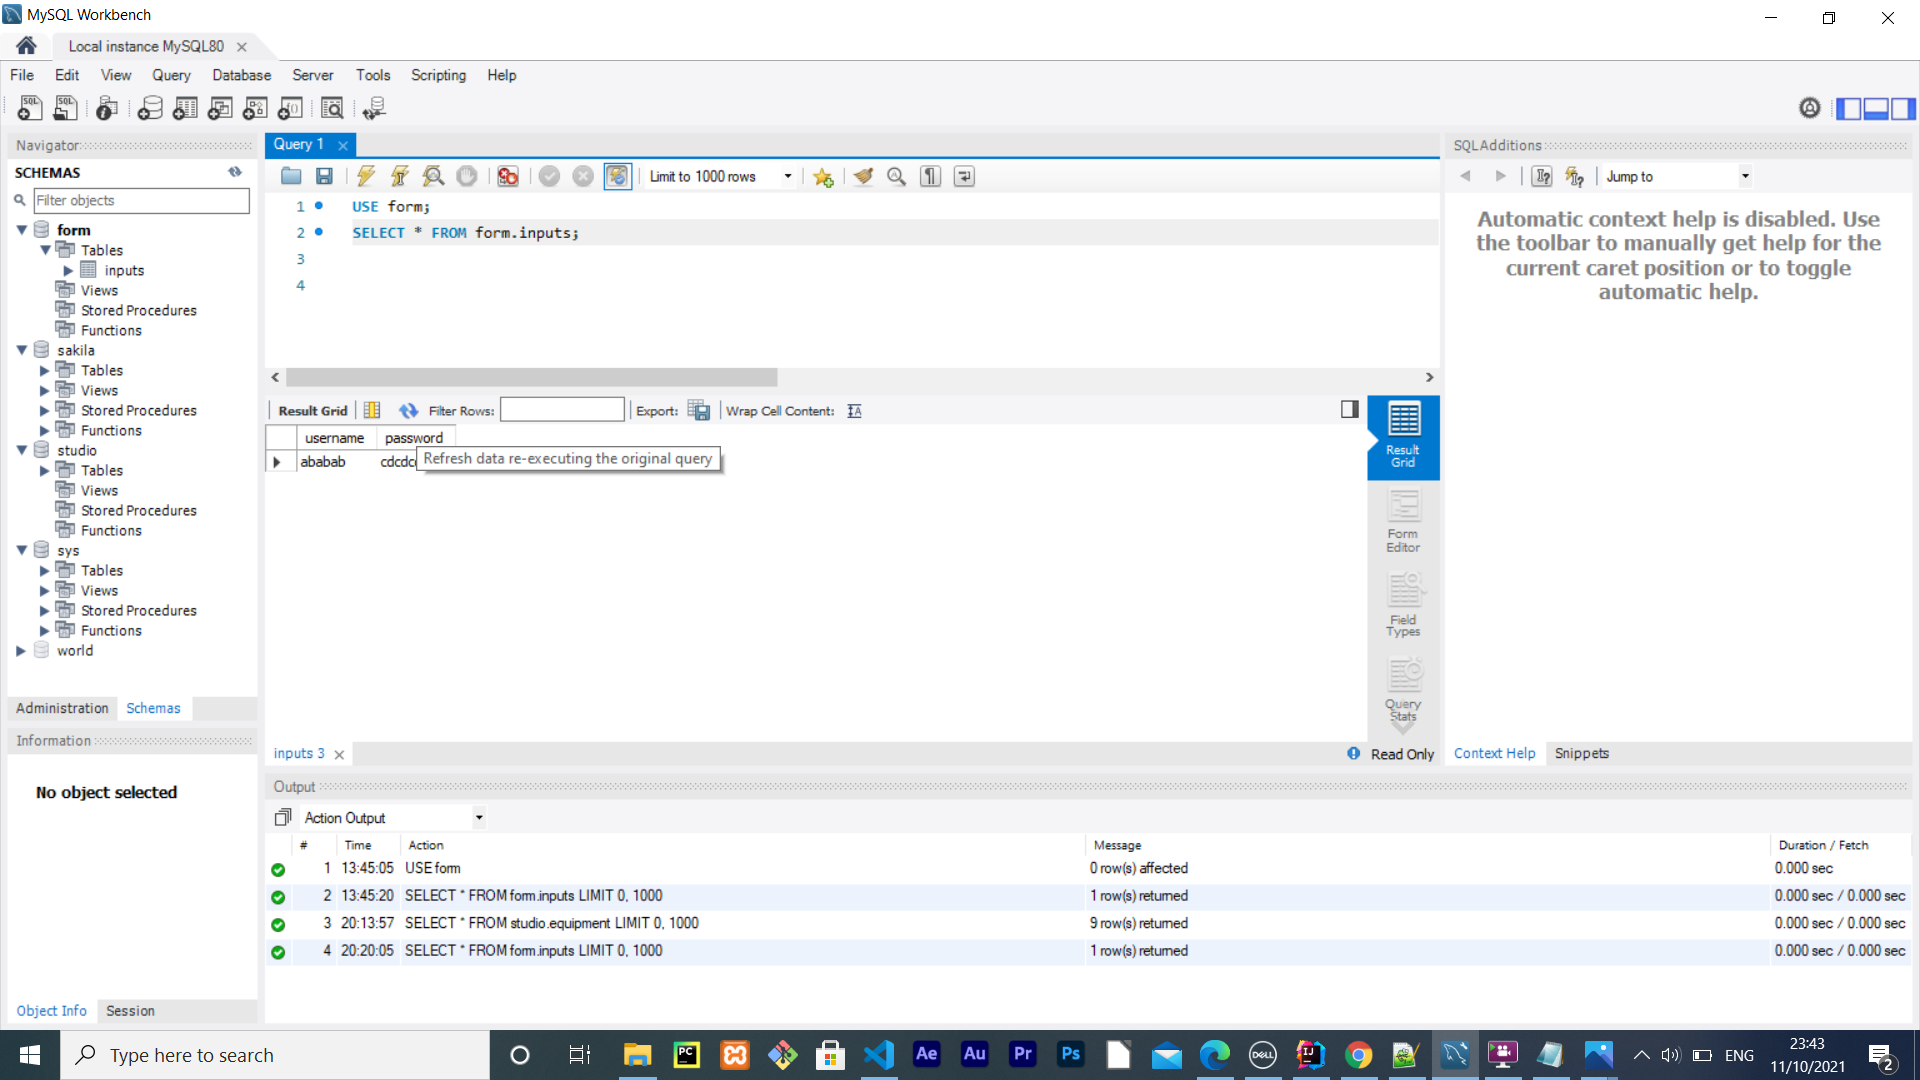 MySQL Workbench
Local instance MySQL80
File Edit View Query Database Server Tools Scripting Help
Navigator
SCHEMAS
Filter objects
form
Tables
inputs
Views
Stored Procedures
Functions
sakila
Tables
Views
Stored Procedures
Functions
studio
Tables
Views
Stored Procedures
Functions
sys
Tables
Views
Stored Procedures
Functions
world
Administration Schemas
Information
No object selected
Object Info Session
Query 1
Limit to 1000 rows
1 USE form;
2 SELECT * FROM form.inputs;
3
4
Result Grid Filter Rows: Export: Wrap Cell Content:
username password
ababab
Refresh data re-executing the original query
Result Grid
Form Editor
Field Types
Query Stats
inputs 3
Read Only
SQLAdditions
Jump to
Automatic context help is disabled. Use
the toolbar to manually get help for the
current caret position or to toggle
automatic help.
Context Help Snippets
Output
Action Output
# Time Action Message Duration / Fetch
1 13:45:05 USE form 0 row(s) affected 0.000 sec
2 13:45:20 SELECT * FROM form.inputs LIMIT 0, 1000 1 row(s) returned 0.000 sec / 0.000 sec
3 20:13:57 SELECT * FROM studio.equipment LIMIT 0, 1000 9 row(s) returned 0.000 sec / 0.000 sec
4 20:20:05 SELECT * FROM form.inputs LIMIT 0, 1000 1 row(s) returned 0.000 sec / 0.000 sec
Type here to search
PC Ae Au Pr Ps DELL IJ
ENG
23:43
11/10/2021
2